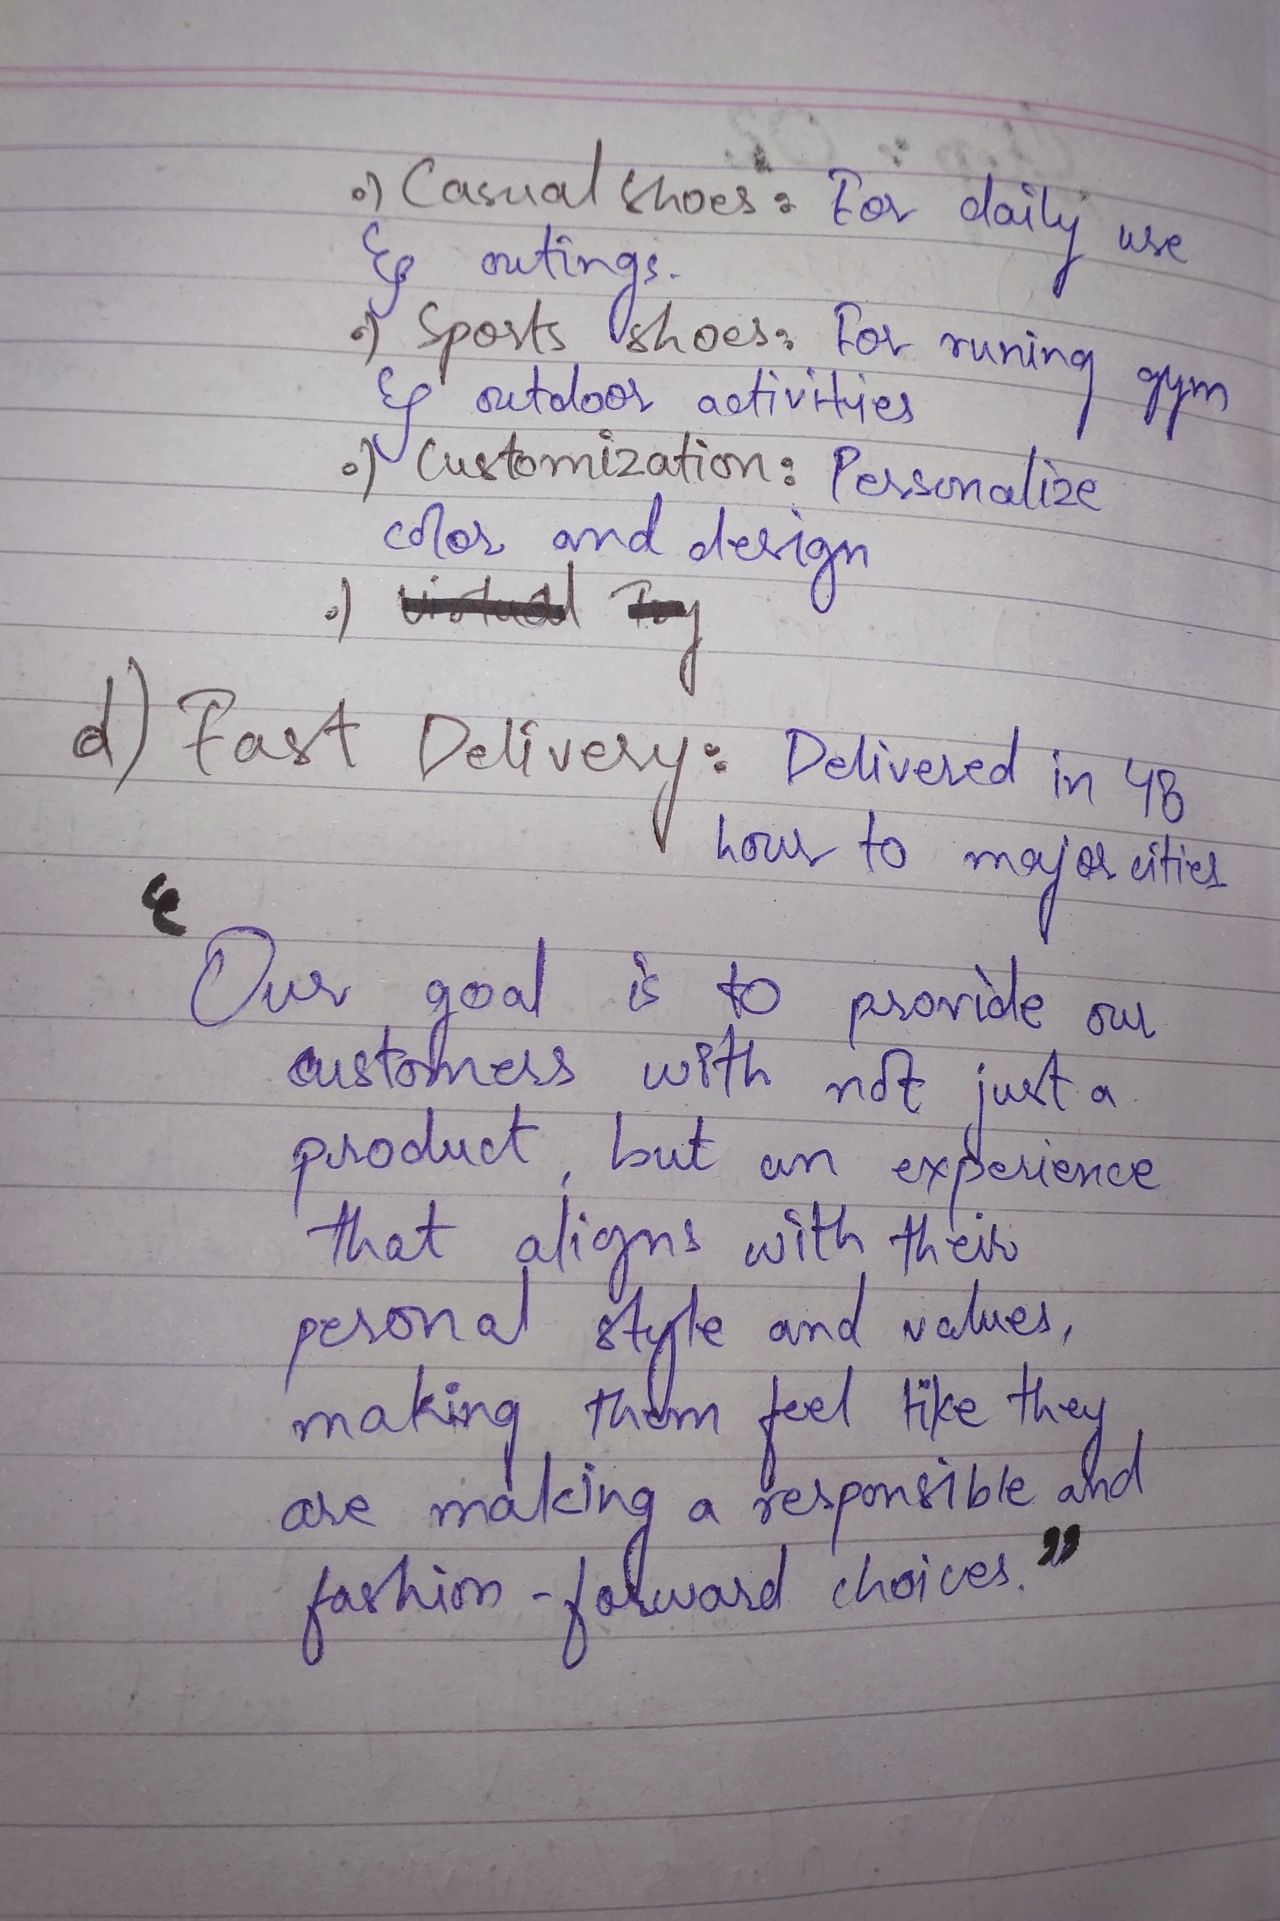 •) Casual shoes: For daily use
& outings.
•) Sports shoes: For runing gym
& outdoor activities
•) Customization: Personalize
color and design
•) Virtual Try
d) Fast Delivery: Delivered in 48
hour to major cities
“Our goal is to provide our
customers with not just a
product, but an experience
that aligns with their
personal style and values,
making them feel like they
are making a responsible and
fashion-forward choices.”